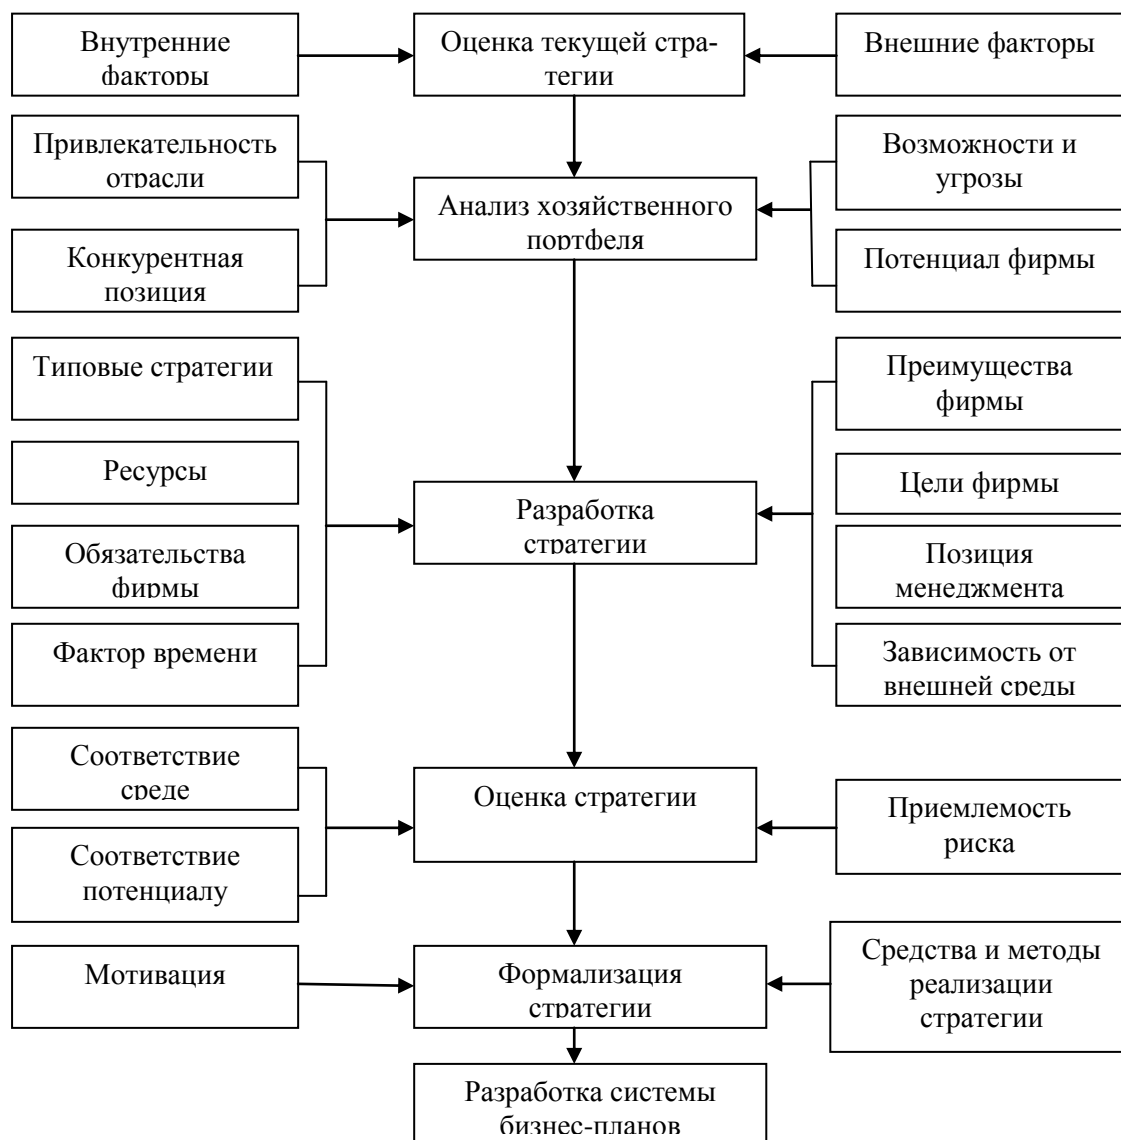 Внутренние
факторы
Оценка текущей стра-
тегии
Внешние факторы
Привлекательность
отрасли
Возможности и
угрозы
Анализ хозяйственного
портфеля
Конкурентная
позиция
Потенциал фирмы
Типовые стратегии
Преимущества
фирмы
Ресурсы
Цели фирмы
Разработка
стратегии
Обязательства
фирмы
Позиция
менеджмента
Фактор времени
Зависимость от
внешней среды
Соответствие
среде
Оценка стратегии
Приемлемость
риска
Соответствие
потенциалу
Мотивация
Формализация
стратегии
Средства и методы
реализации
стратегии
Разработка системы
бизнес-планов